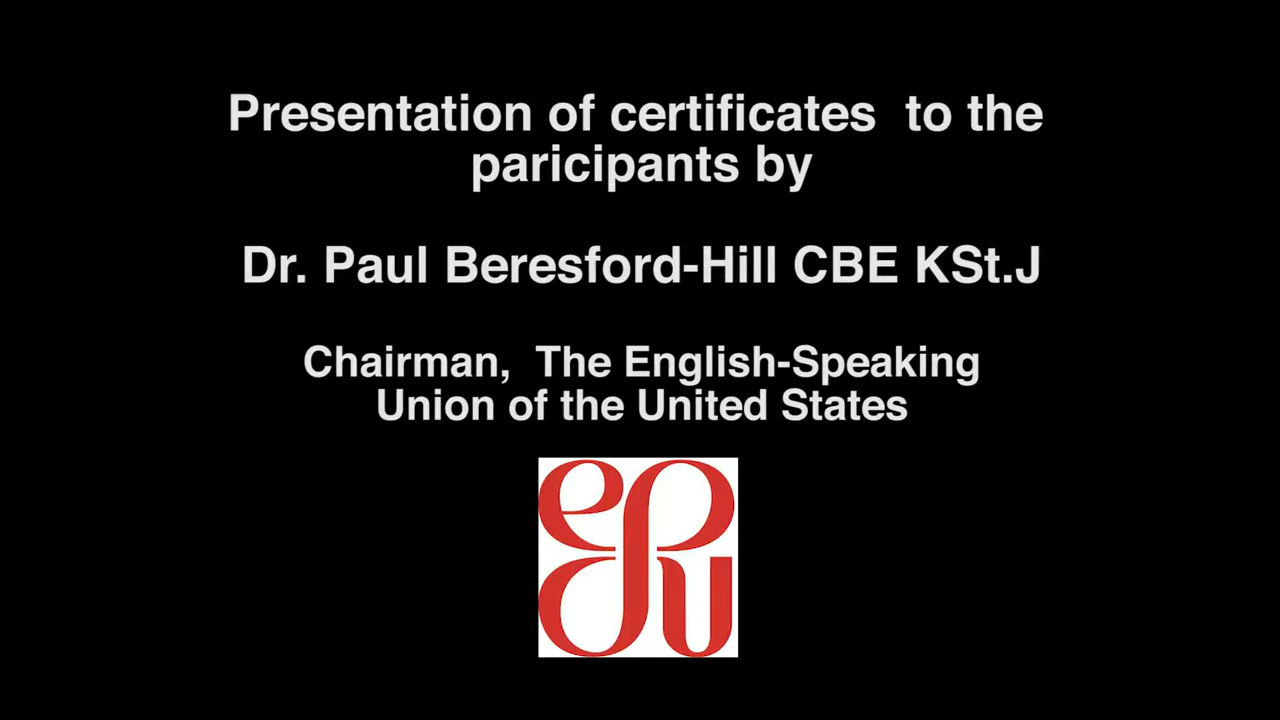 Presentation of certificates  to the
paricipants by
Dr. Paul Beresford-Hill CBE KSt.J
Chairman,  The English-Speaking
Union of the United States
esu